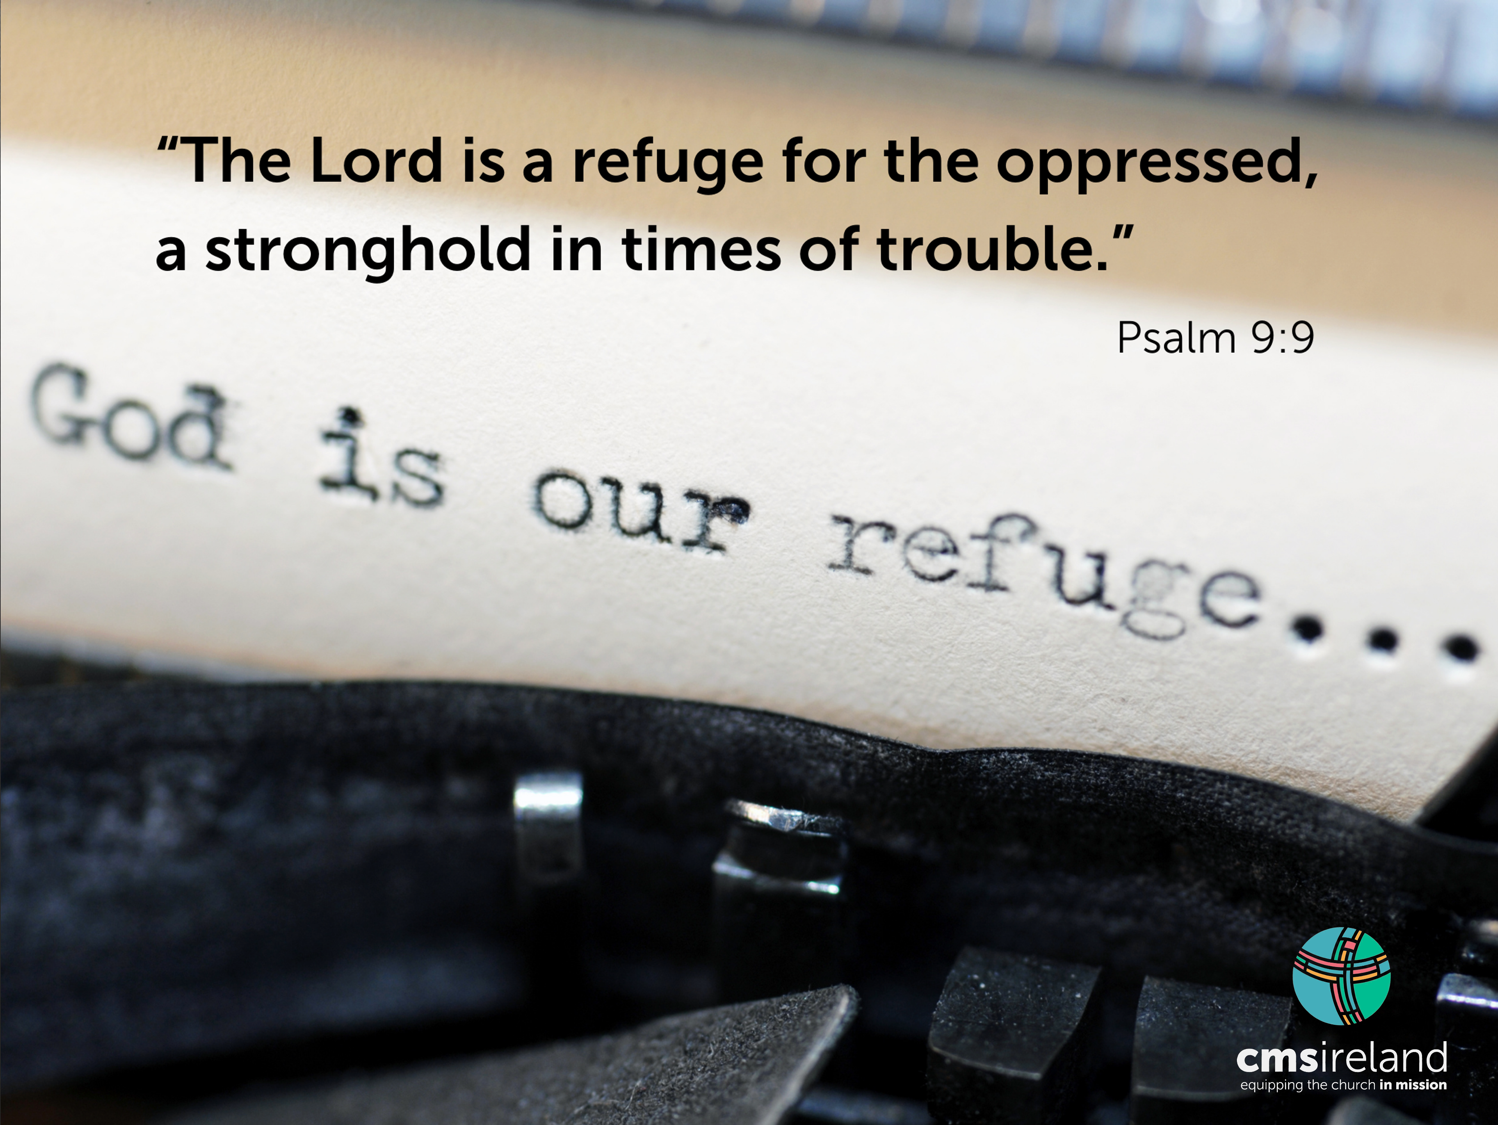 “The Lord is a refuge for the oppressed,
a stronghold in times of trouble.”
Psalm 9:9
God is our refuge...
cmsireland
equipping the church in mission